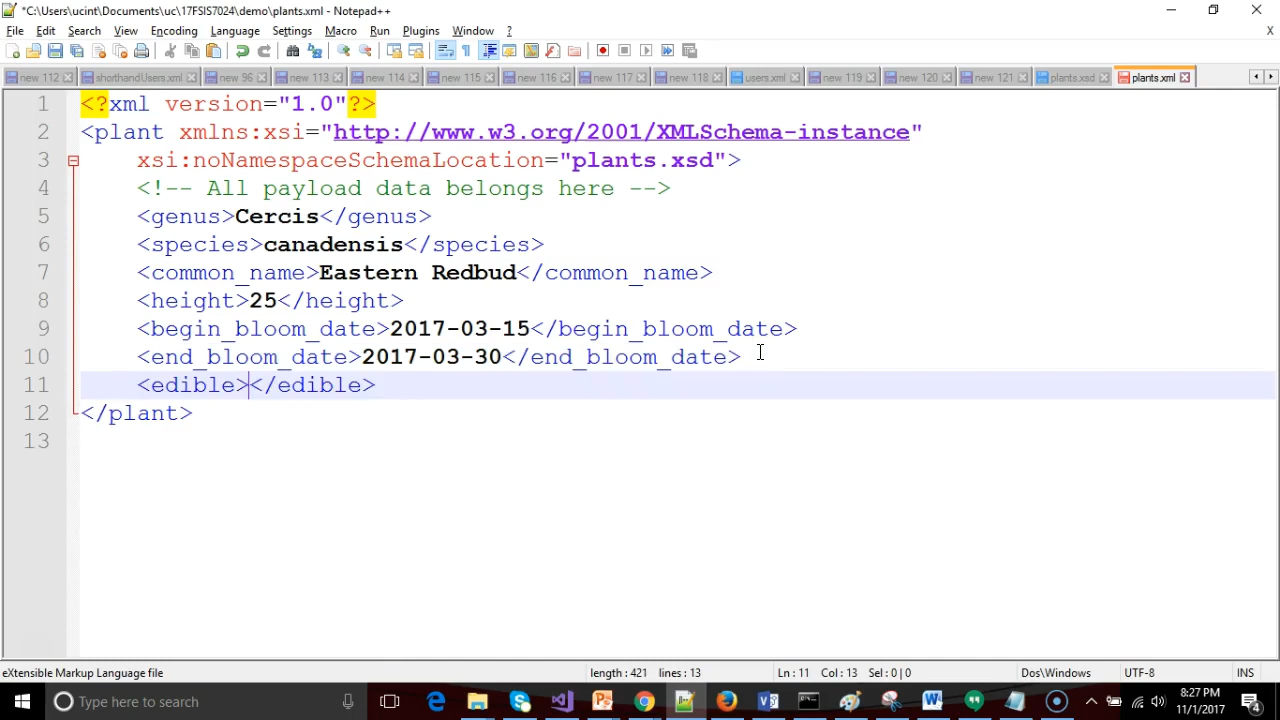 *C:\Users\ucint\Documents\uc\17FSIS7024\demo\plants.xml - Notepad++
File Edit Search View Encoding Language Settings Macro Run Plugins Window ? X
new 112 shorthandUsers.xml new 96 new 113 new 114 new 115 new 116 new 117 new 118 users.xml new 119 new 120 new 121 plants.xsd plants.xml
1 <?xml version="1.0"?>
2 <plant xmlns:xsi="http://www.w3.org/2001/XMLSchema-instance"
3 xsi:noNamespaceSchemaLocation="plants.xsd">
4 <!-- All payload data belongs here -->
5 <genus>Cercis</genus>
6 <species>canadensis</species>
7 <common_name>Eastern Redbud</common_name>
8 <height>25</height>
9 <begin_bloom_date>2017-03-15</begin_bloom_date>
10 <end_bloom_date>2017-03-30</end_bloom_date>
11 <edible></edible>
12 </plant>
13
eXtensible Markup Language file length : 421 lines : 13 Ln : 11 Col : 13 Sel : 0 | 0 Dos\Windows UTF-8 INS
Type here to search 8:27 PM
11/1/2017 4